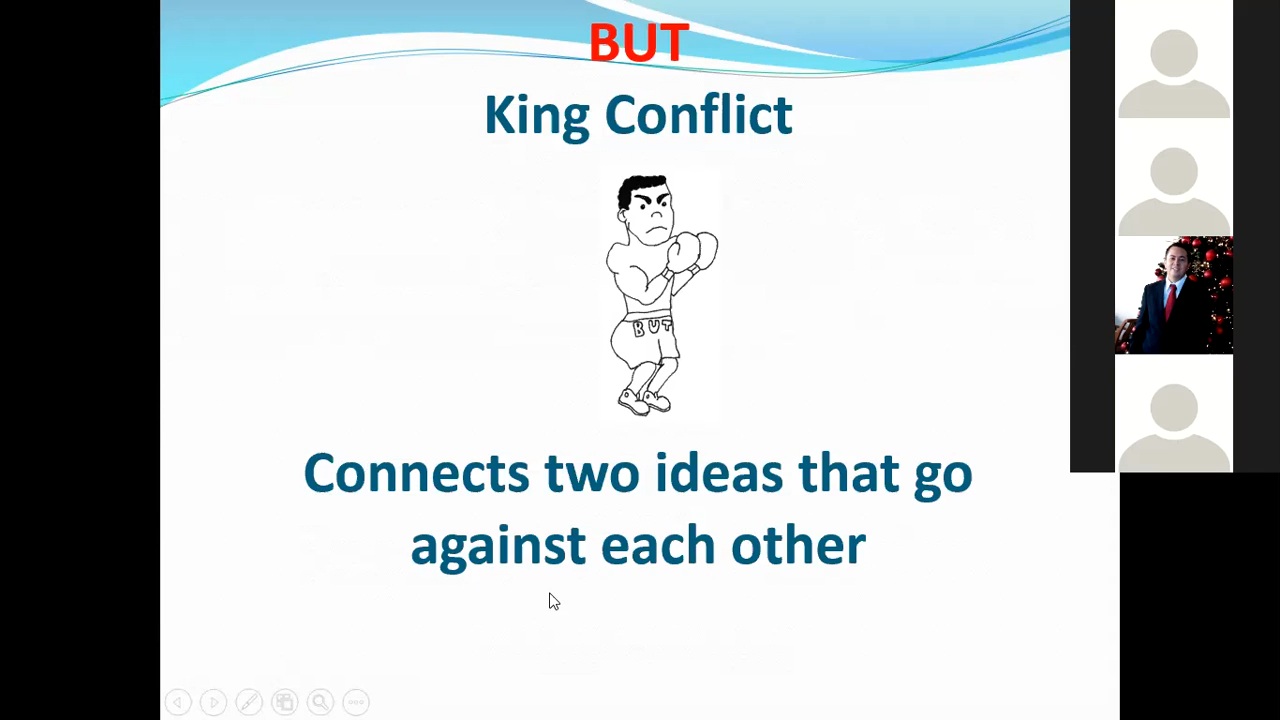 BUT
King Conflict
BUT
Connects two ideas that go
against each other